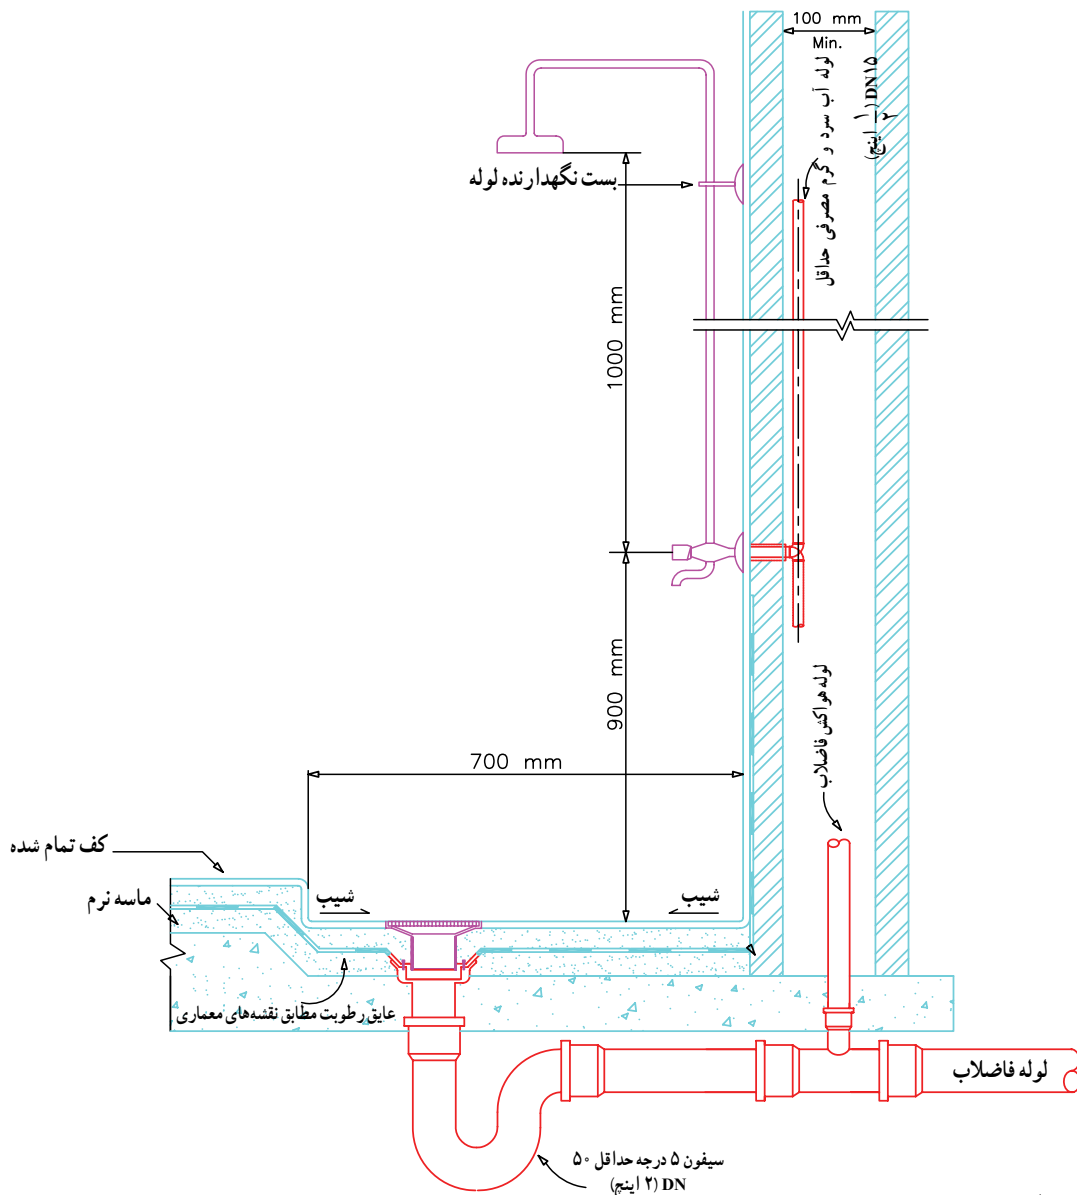 100 mm
Min.
لوله آب سرد و گرم مصرفی حداقل
DN۱۵ (۱/۲ اینچ)
بست نگهدارنده لوله
1000 mm
900 mm
لوله هواکش فاضلاب
700 mm
کف تمام شده
ماسه نرم
شیب
شیب
عایق رطوبت مطابق نقشه‌های معماری
لوله فاضلاب
سیفون ۵ درجه حداقل ۵۰
DN (۲ اینچ)